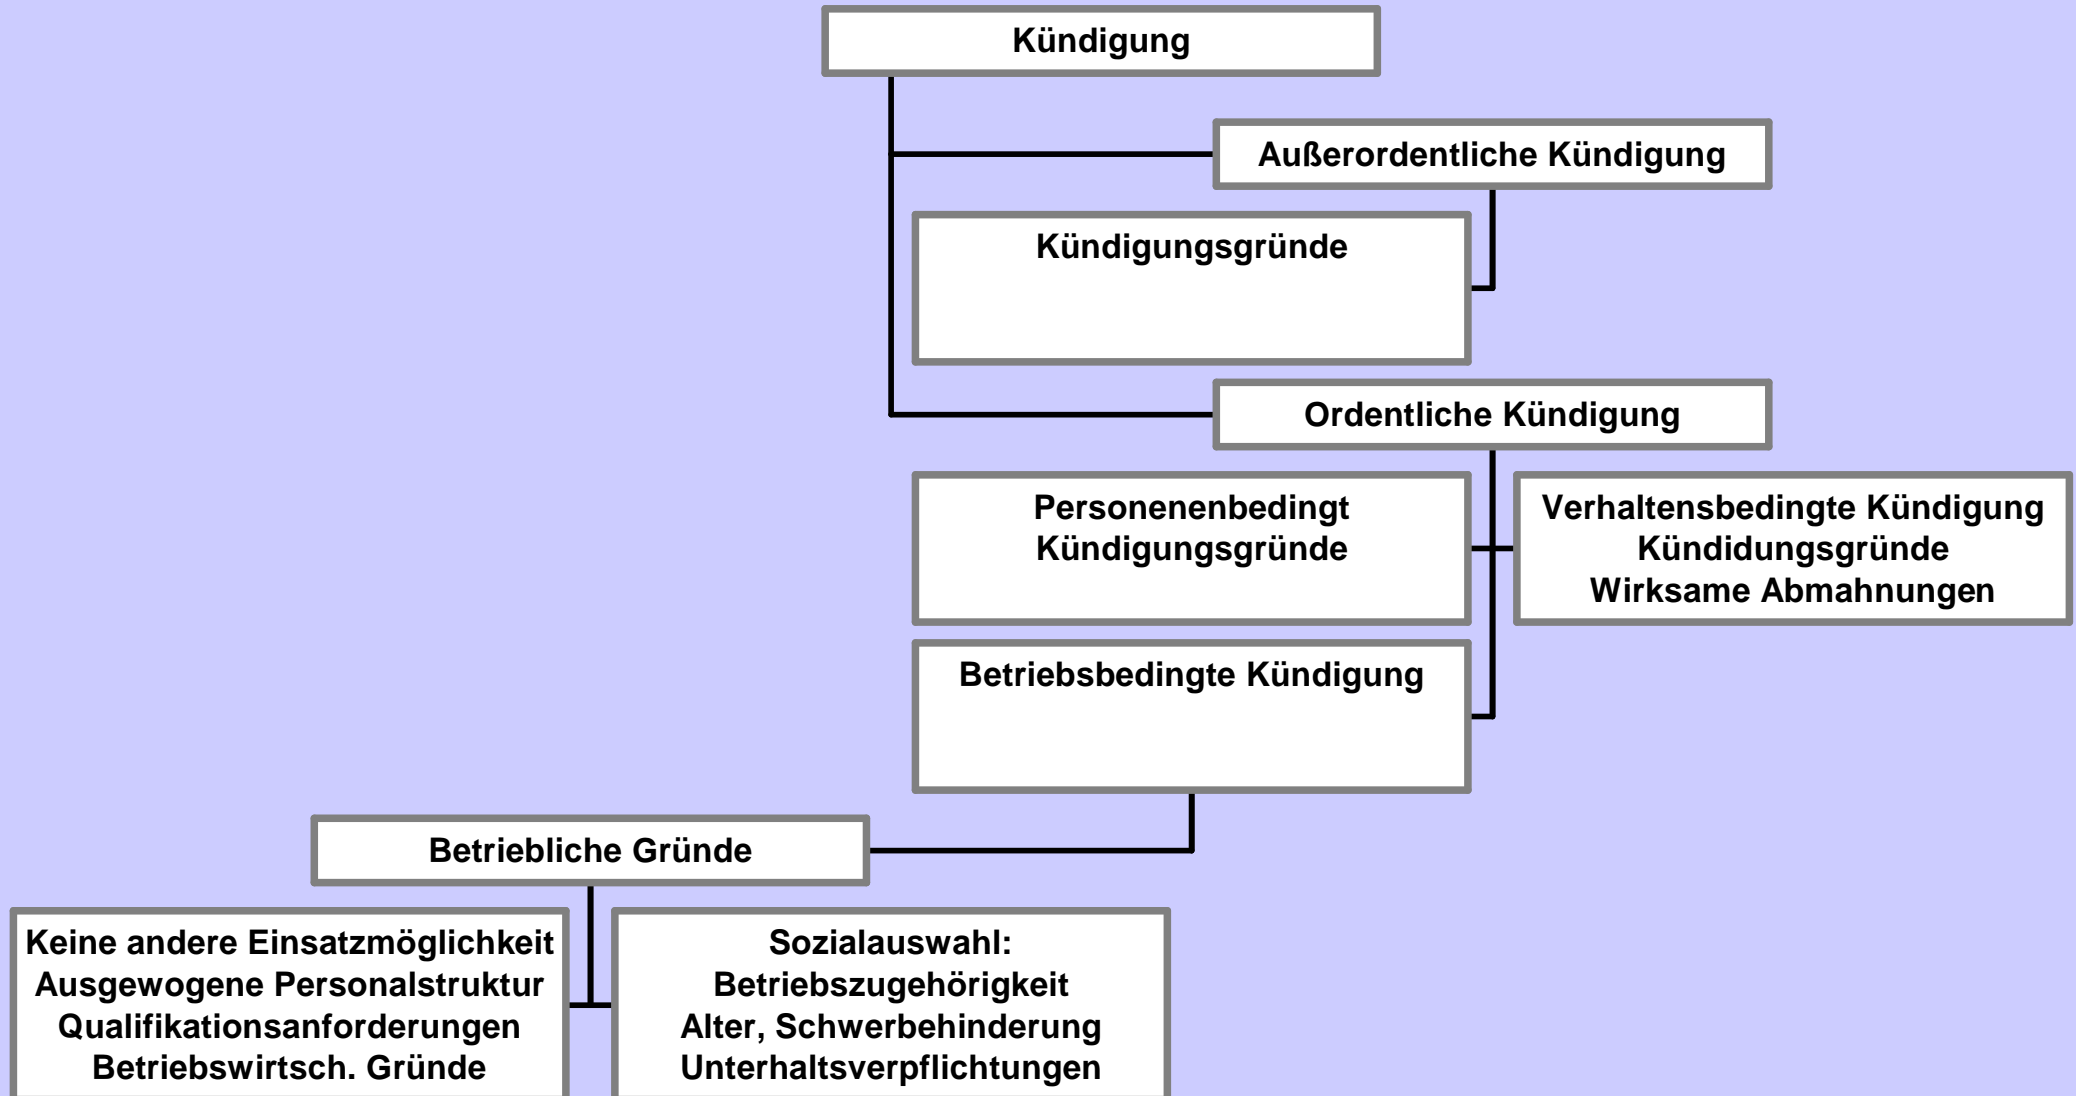 Kündigung
Außerordentliche Kündigung
Kündigungsgründe
Ordentliche Kündigung
Personenenbedingt
Kündigungsgründe
Verhaltensbedingte Kündigung
Kündidungsgründe
Wirksame Abmahnungen
Betriebsbedingte Kündigung
Betriebliche Gründe
Keine andere Einsatzmöglichkeit
Ausgewogene Personalstruktur
Qualifikationsanforderungen
Betriebswirtsch. Gründe
Sozialauswahl:
Betriebszugehörigkeit
Alter, Schwerbehinderung
Unterhaltsverpflichtungen